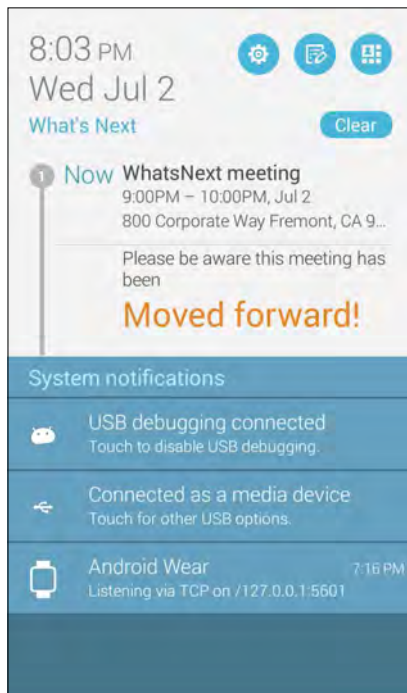 8:03 PM
Wed Jul 2
What's Next
Clear
1 Now WhatsNext meeting
9:00PM – 10:00PM, Jul 2
800 Corporate Way Fremont, CA 9...
Please be aware this meeting has
been
Moved forward!
System notifications
USB debugging connected
Touch to disable USB debugging.
Connected as a media device
Touch for other USB options.
Android Wear 7:16 PM
Listening via TCP on /127.0.0.1:5601